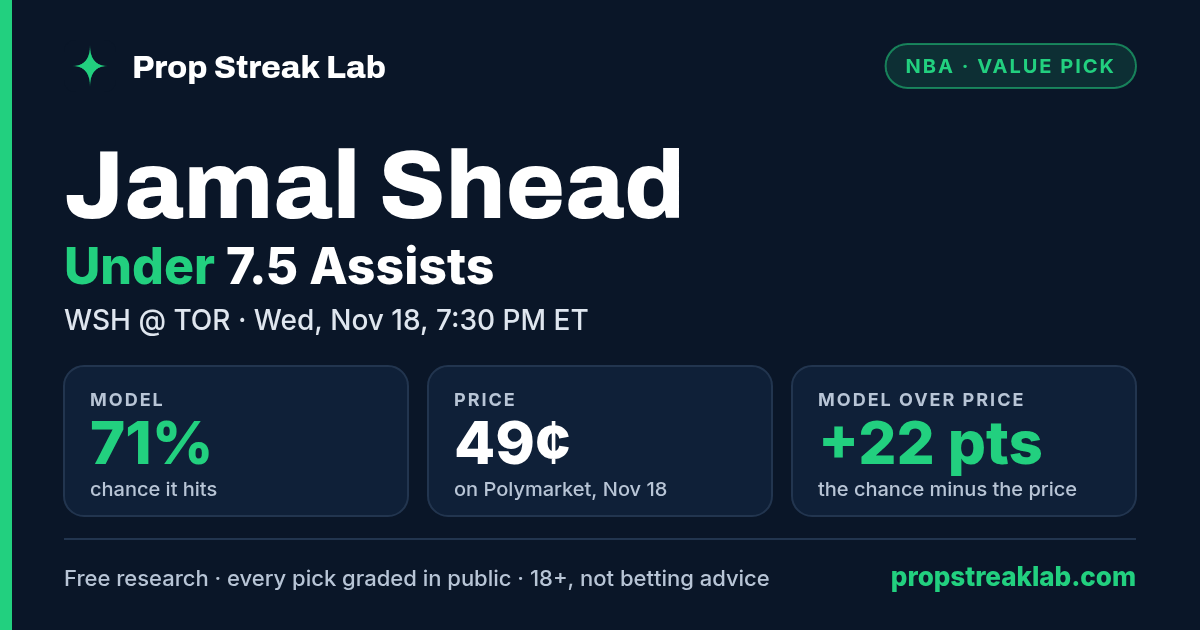 Prop Streak Lab
NBA · VALUE PICK
Jamal Shead
Under 7.5 Assists
WSH @ TOR · Wed, Nov 18, 7:30 PM ET
MODEL
71%
chance it hits
PRICE
49¢
on Polymarket, Nov 18
MODEL OVER PRICE
+22 pts
the chance minus the price
Free research · every pick graded in public · 18+, not betting advice
propstreaklab.com